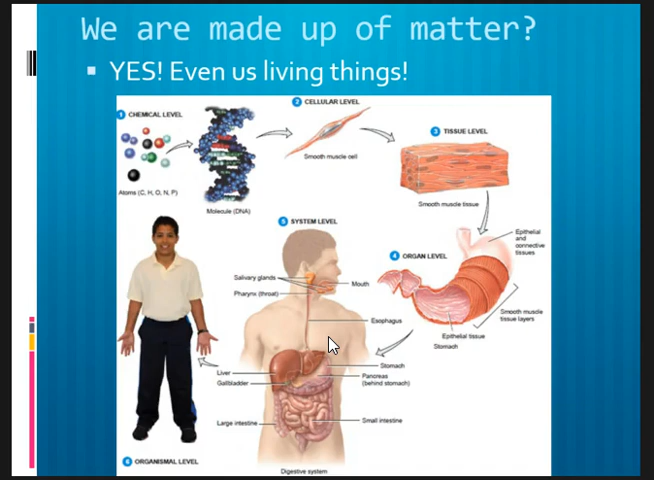 We are made up of matter?
YES! Even us living things!
1 CHEMICAL LEVEL
Atoms (C, H, O, N, P)
Molecule (DNA)
2 CELLULAR LEVEL
Smooth muscle cell
3 TISSUE LEVEL
Smooth muscle tissue
4 ORGAN LEVEL
Epithelial
and
connective
tissues
Smooth muscle
tissue layers
Epithelial tissue
Stomach
5 SYSTEM LEVEL
Salivary glands
Mouth
Pharynx (throat)
Esophagus
Liver
Stomach
Gallbladder
Pancreas
(behind stomach)
Large intestine
Small intestine
Digestive system
6 ORGANISMAL LEVEL